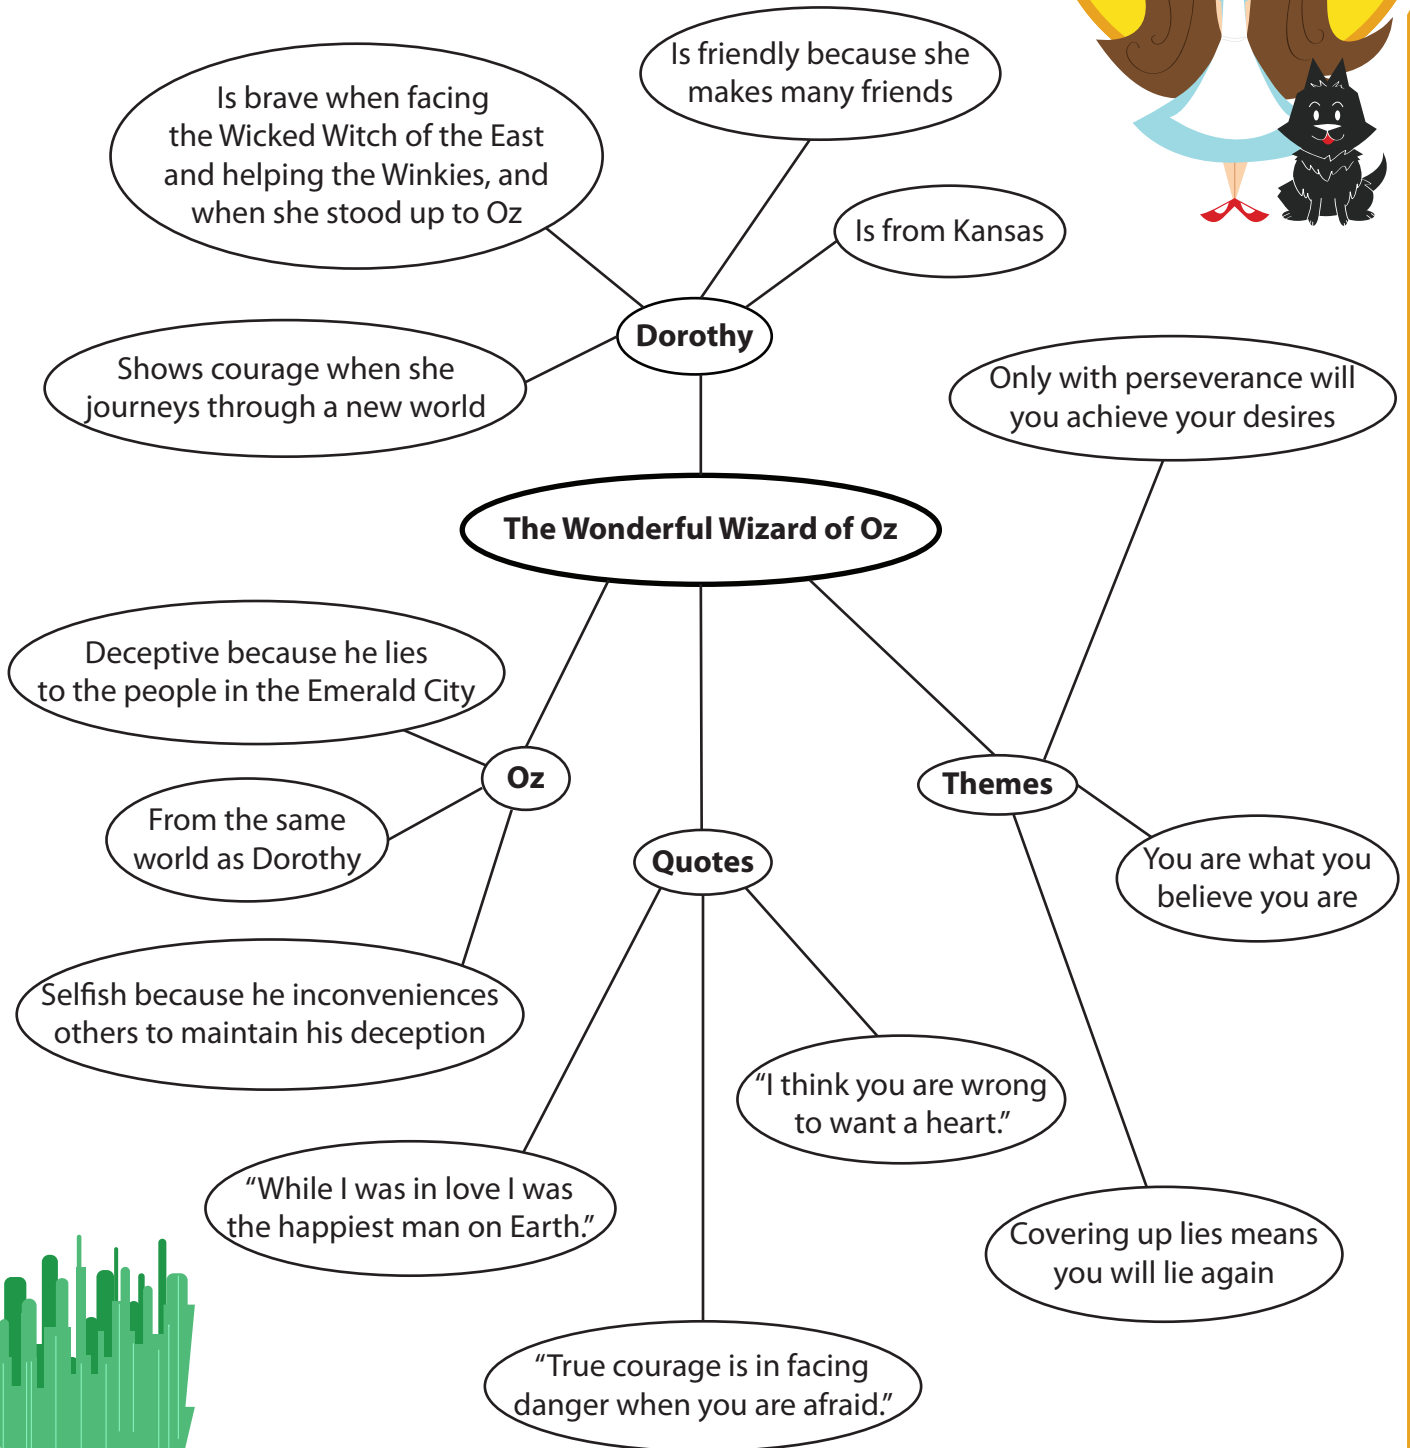 Is friendly because she
makes many friends
Is brave when facing
the Wicked Witch of the East
and helping the Winkies, and
when she stood up to Oz
Is from Kansas
Dorothy
Shows courage when she
journeys through a new world
Only with perseverance will
you achieve your desires
The Wonderful Wizard of Oz
Deceptive because he lies
to the people in the Emerald City
Oz
From the same
world as Dorothy
Selfish because he inconveniences
others to maintain his deception
Themes
You are what you
believe you are
Covering up lies means
you will lie again
Quotes
“I think you are wrong
to want a heart.”
“While I was in love I was
the happiest man on Earth.”
“True courage is in facing
danger when you are afraid.”